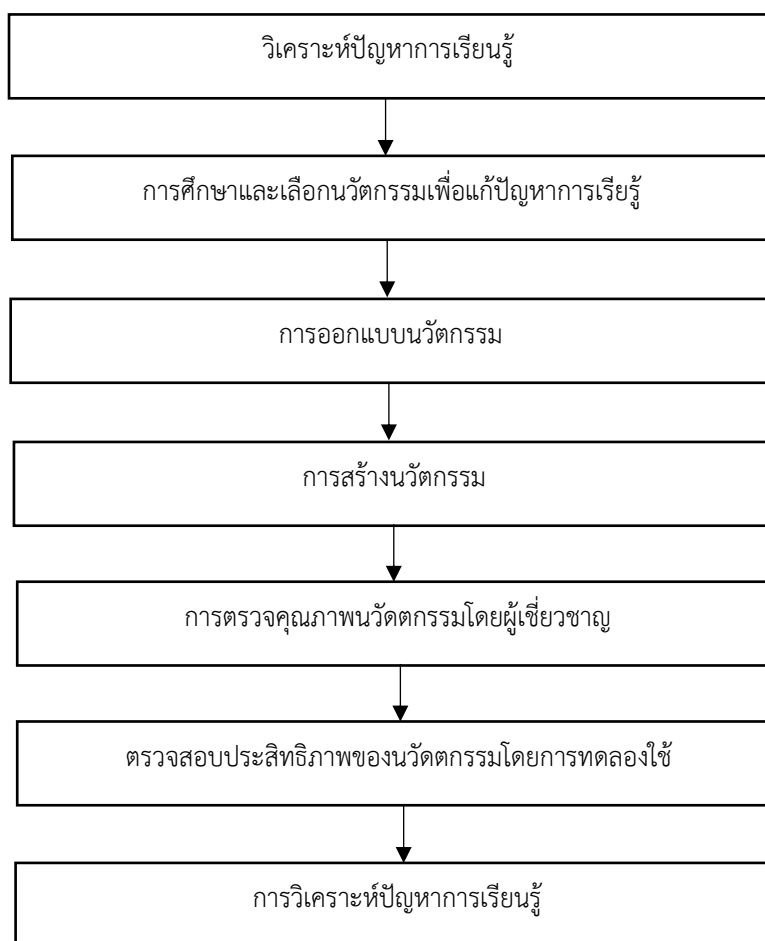 วิเคราะห์ปัญหาการเรียนรู้
การศึกษาและเลือกนวัตกรรมเพื่อแก้ปัญหาการเรียรู้
การออกแบบนวัตกรรม
การสร้างนวัตกรรม
การตรวจคุณภาพนวัดตกรรมโดยผู้เชี่ยวชาญ
ตรวจสอบประสิทธิภาพของนวัดตกรรมโดยการทดลองใช้
การวิเคราะห์ปัญหาการเรียนรู้